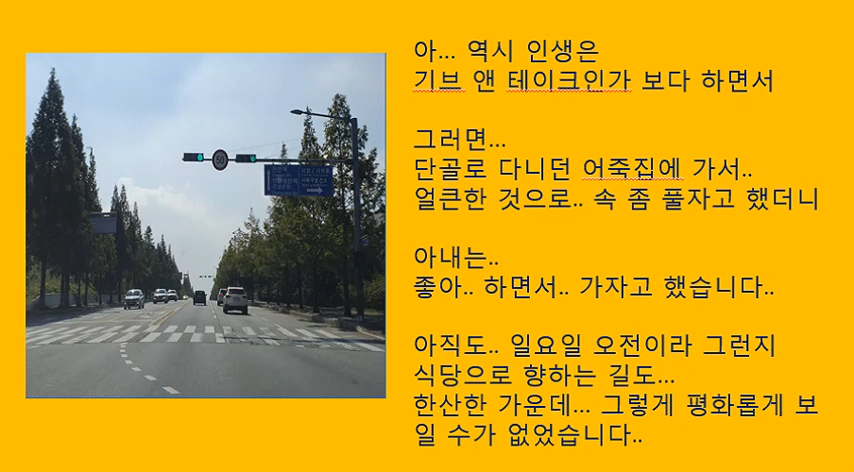 50
아... 역시 인생은
기브 앤 테이크인가 보다 하면서
그러면...
단골로 다니던 어죽집에 가서..
얼큰한 것으로.. 속 좀 풀자고 했더니
아내는..
좋아.. 하면서.. 가자고 했습니다..
아직도.. 일요일 오전이라 그런지
식당으로 향하는 길도...
한산한 가운데... 그렇게 평화롭게 보
일 수가 없었습니다..